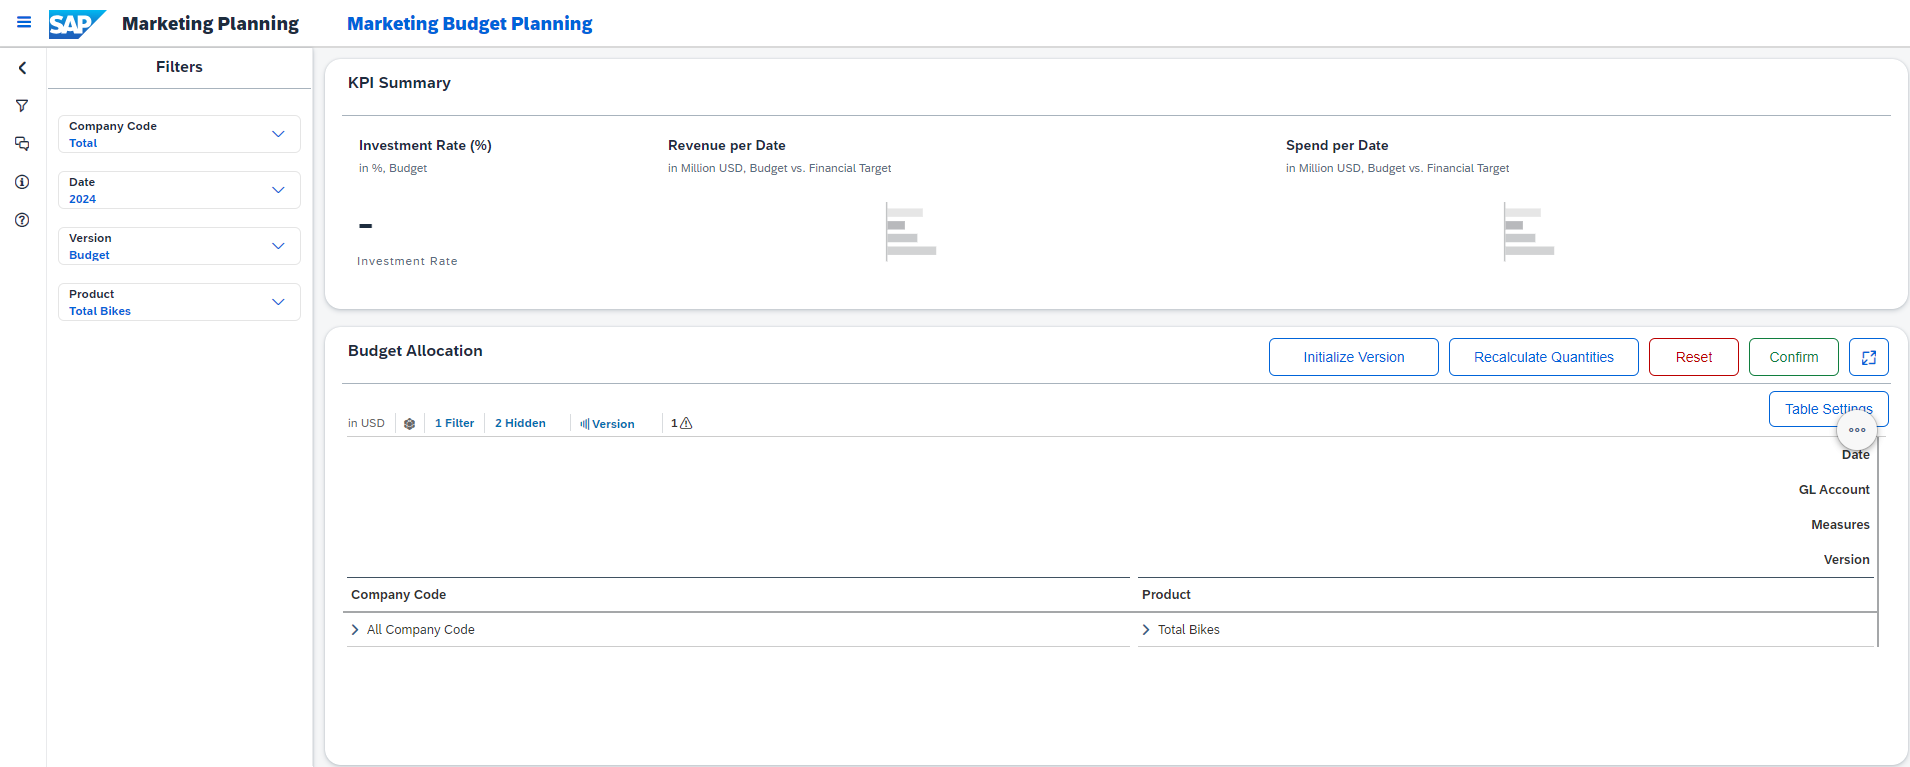 SAP Marketing Planning Marketing Budget Planning
Filters
Company Code
Total
Date
2024
Version
Budget
Product
Total Bikes
KPI Summary
Investment Rate (%)
in %, Budget
–
Investment Rate
Revenue per Date
in Million USD, Budget vs. Financial Target
Spend per Date
in Million USD, Budget vs. Financial Target
Budget Allocation
Initialize Version
Recalculate Quantities
Reset
Confirm
Table Settings
in USD 1 Filter 2 Hidden Version 1
Date
GL Account
Measures
Version
Company Code Product
All Company Code Total Bikes